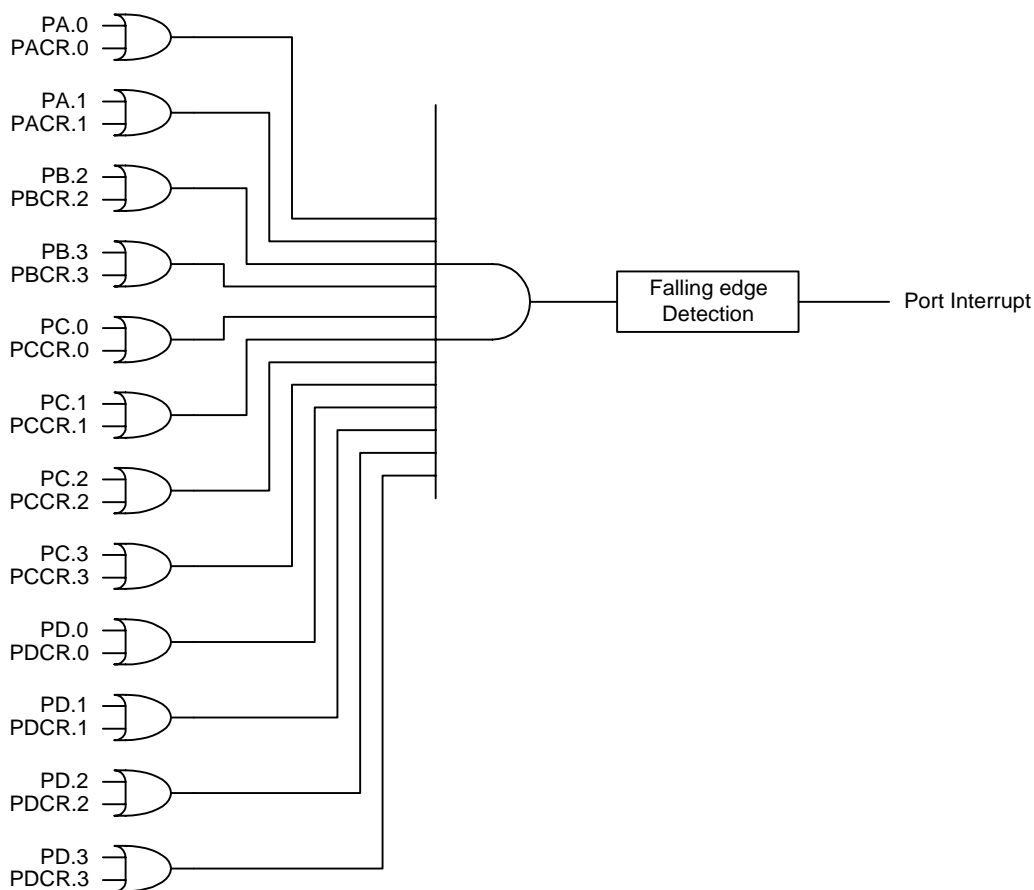 PA.0
PACR.0
PA.1
PACR.1
PB.2
PBCR.2
PB.3
PBCR.3
PC.0
PCCR.0
PC.1
PCCR.1
PC.2
PCCR.2
PC.3
PCCR.3
PD.0
PDCR.0
PD.1
PDCR.1
PD.2
PDCR.2
PD.3
PDCR.3
Falling edge
Detection
Port Interrupt